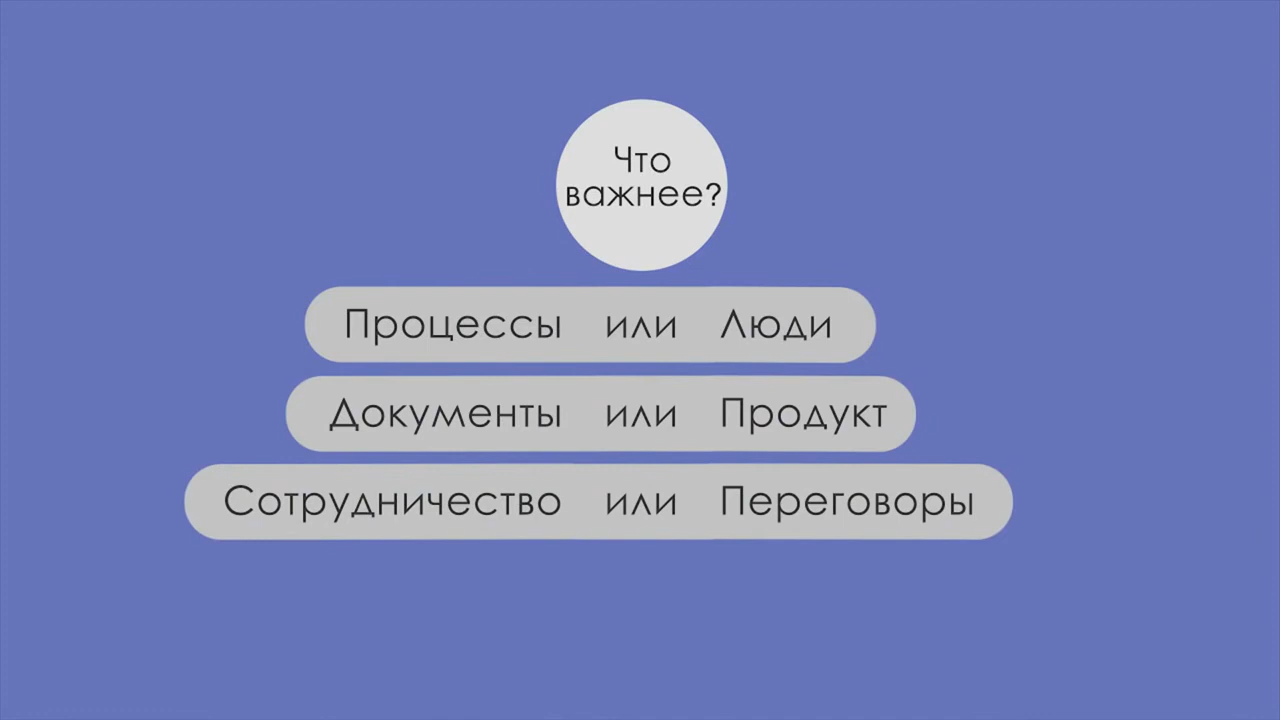 Что
важнее?
Процессы или Люди
Документы или Продукт
Сотрудничество или Переговоры